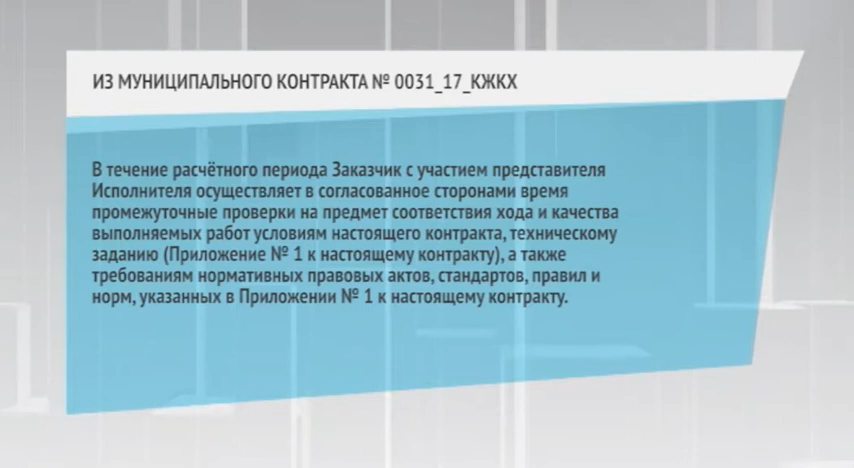 ИЗ МУНИЦИПАЛЬНОГО КОНТРАКТА № 0031_17_КЖКХ
В течение расчётного периода Заказчик с участием представителя
Исполнителя осуществляет в согласованное сторонами время
промежуточные проверки на предмет соответствия хода и качества
выполняемых работ условиям настоящего контракта, техническому
заданию (Приложение № 1 к настоящему контракту), а также
требованиям нормативных правовых актов, стандартов, правил и
норм, указанных в Приложении № 1 к настоящему контракту.